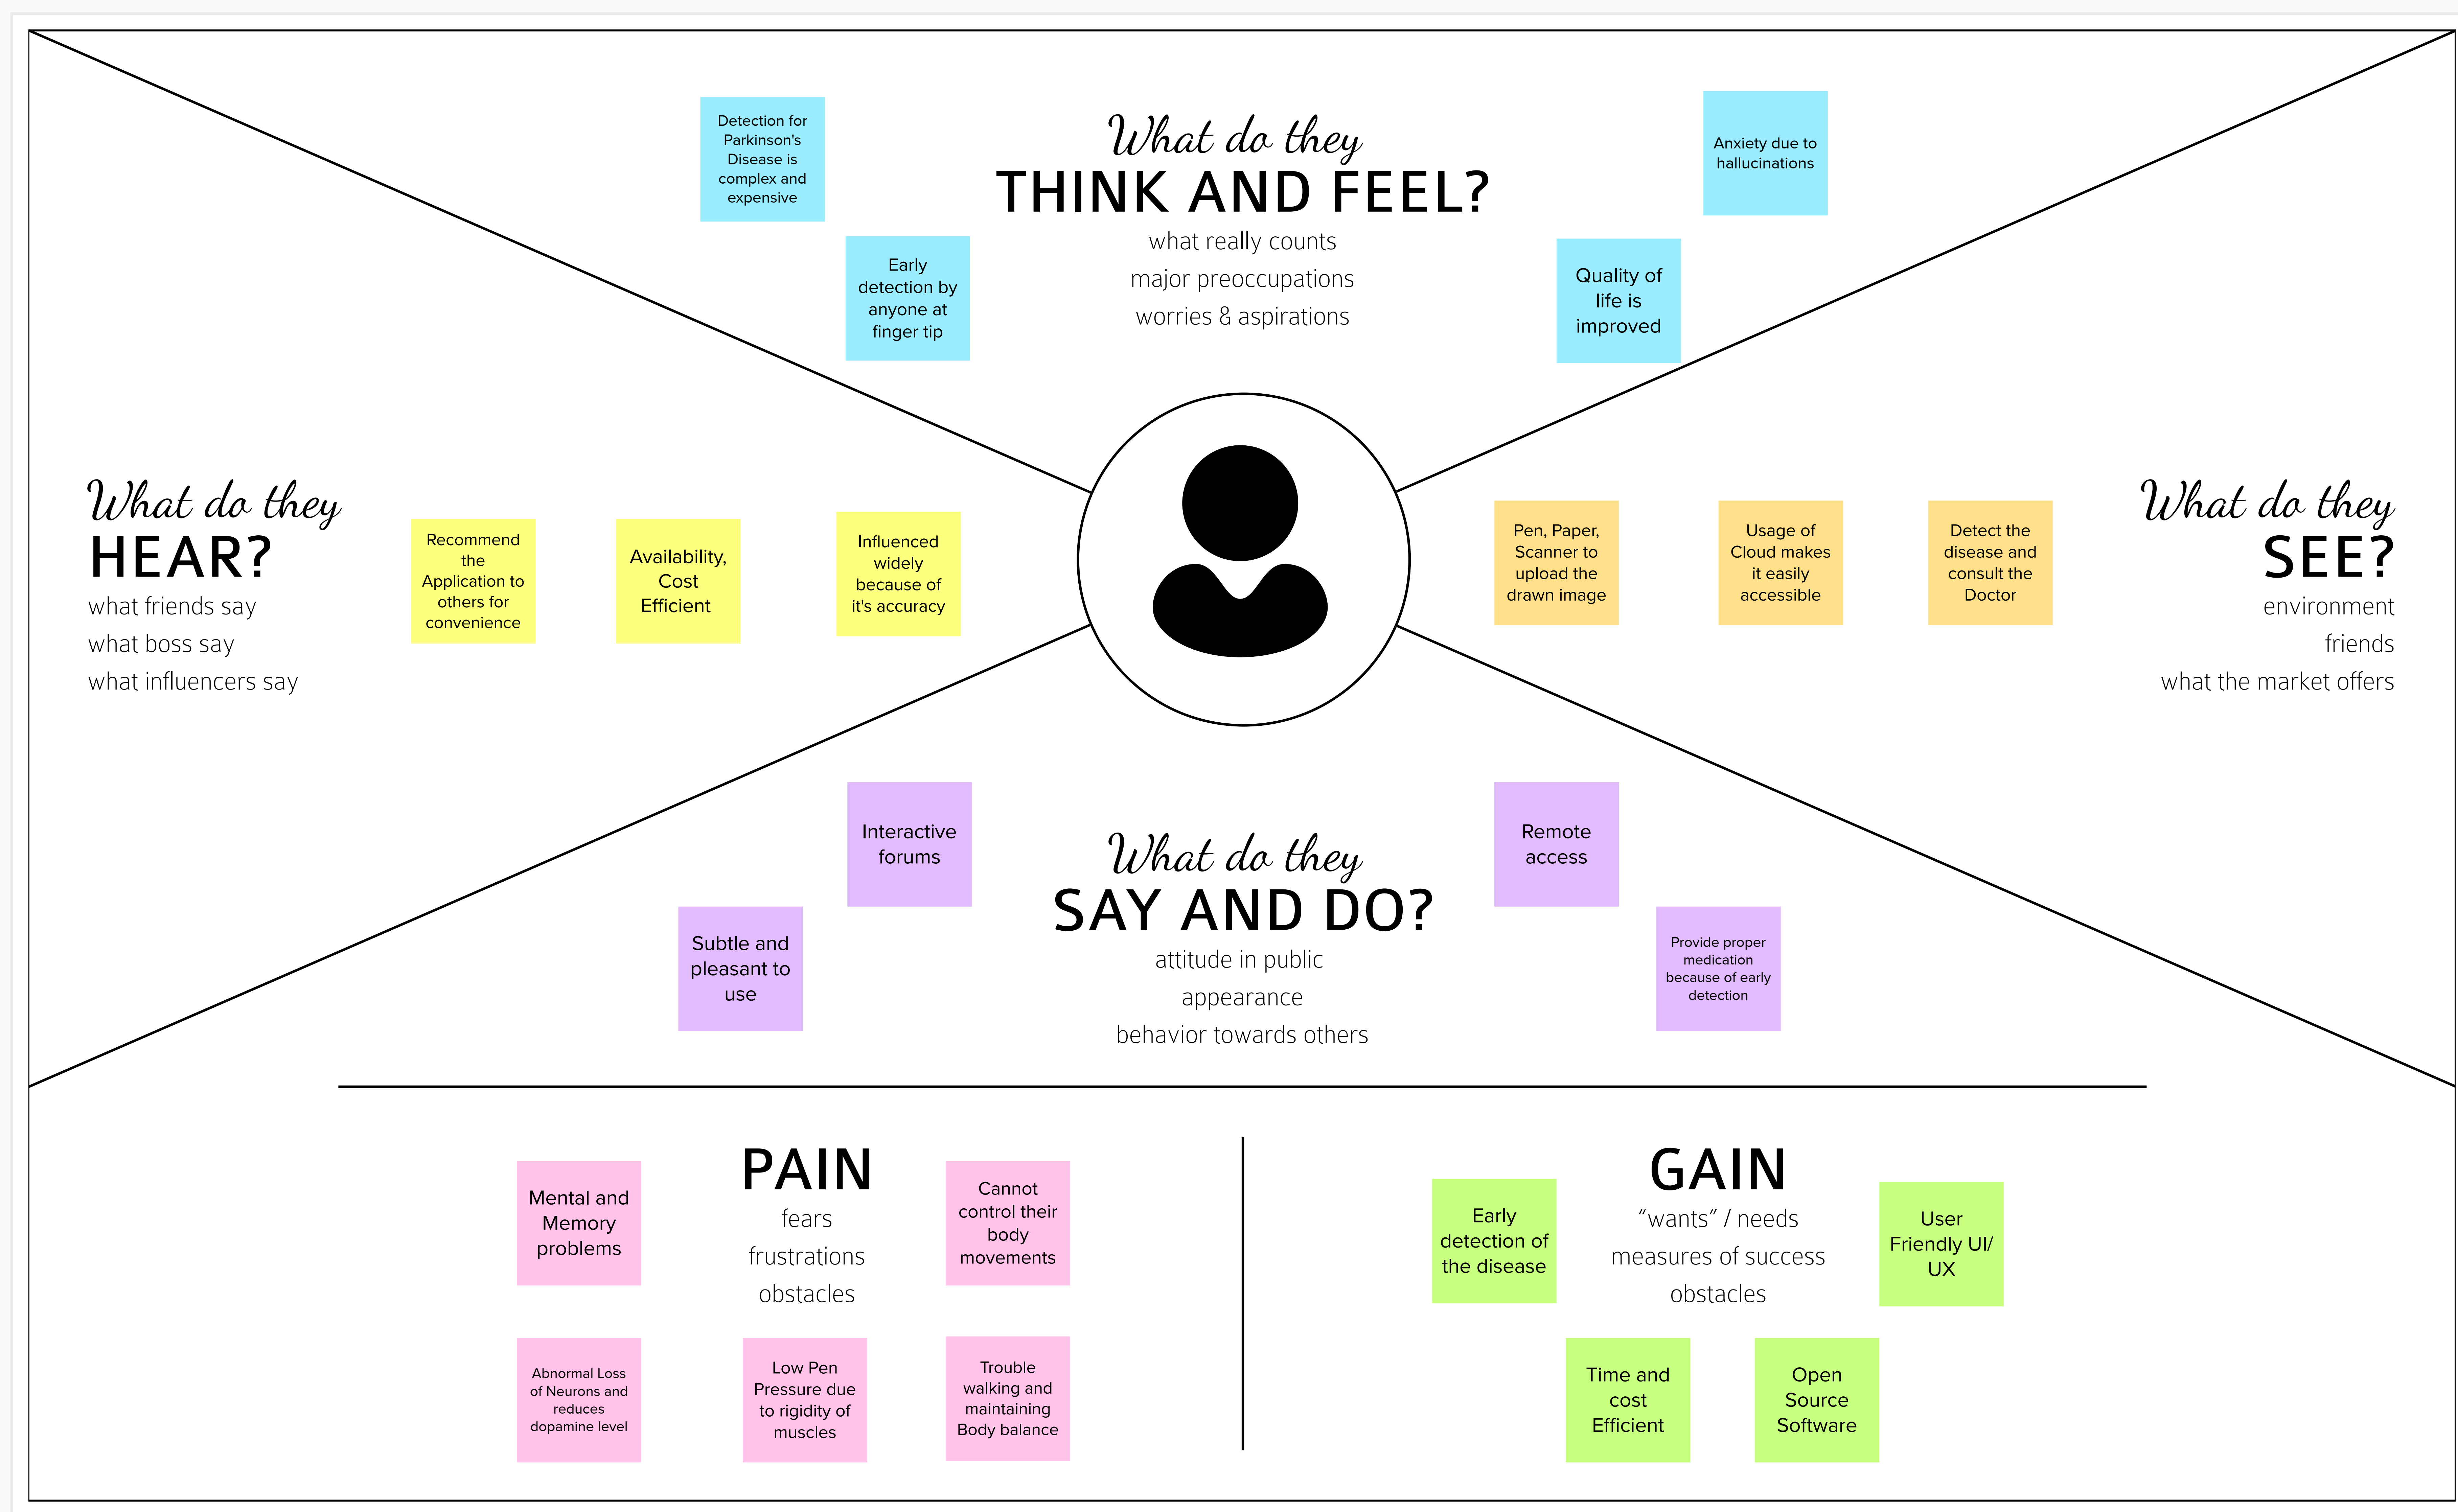 Detection for
Parkinson's
Disease is
complex and
expensive
Early
detection by
anyone at
finger tip
What do they
THINK AND FEEL?
what really counts
major preoccupations
worries & aspirations
Anxiety due to
hallucinations
Quality of
life is
improved
What do they
HEAR?
what friends say
what boss say
what influencers say
Recommend
the
Application to
others for
convenience
Availability,
Cost
Efficient
Influenced
widely
because of
it's accuracy
Pen, Paper,
Scanner to
upload the
drawn image
Usage of
Cloud makes
it easily
accessible
Detect the
disease and
consult the
Doctor
What do they
SEE?
environment
friends
what the market offers
Interactive
forums
Subtle and
pleasant to
use
What do they
SAY AND DO?
attitude in public
appearance
behavior towards others
Remote
access
Provide proper
medication
because of early
detection
PAIN
fears
frustrations
obstacles
Mental and
Memory
problems
Cannot
control their
body
movements
Abnormal Loss
of Neurons and
reduces
dopamine level
Low Pen
Pressure due
to rigidity of
muscles
Trouble
walking and
maintaining
Body balance
GAIN
“wants” / needs
measures of success
obstacles
Early
detection of
the disease
User
Friendly UI/
UX
Time and
cost
Efficient
Open
Source
Software